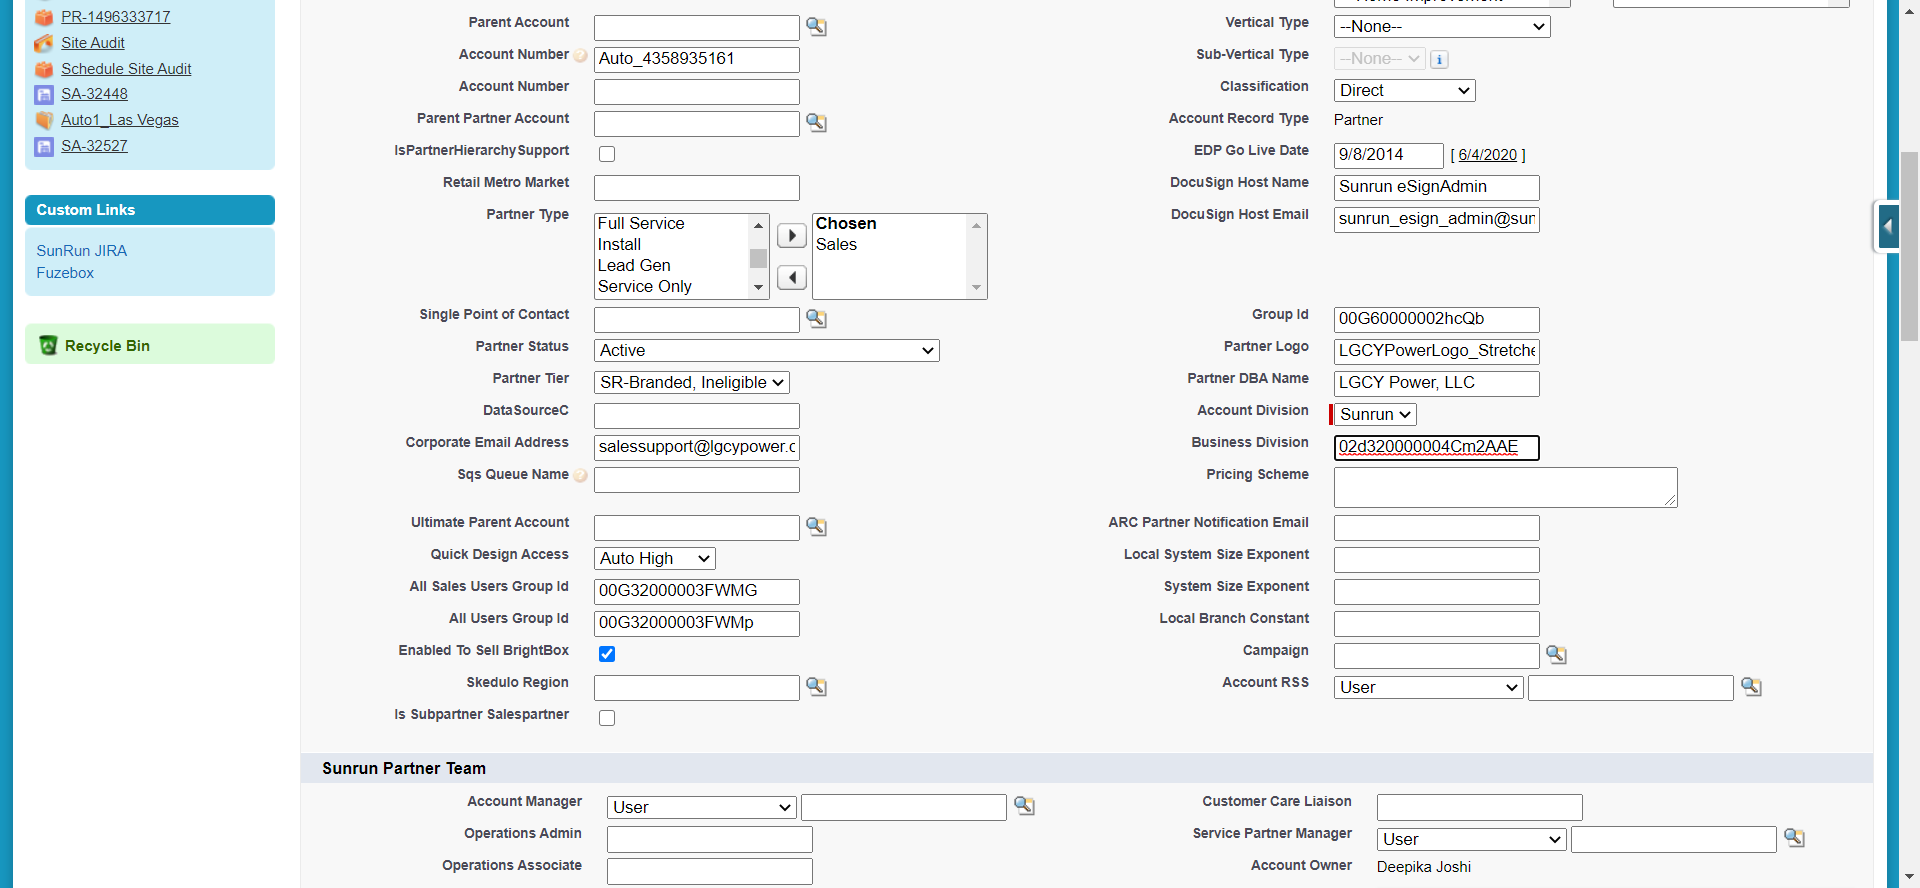 PR-1496333717
Site Audit
Schedule Site Audit
SA-32448
Auto1_Las Vegas
SA-32527
Custom Links
SunRun JIRA
Fuzebox
Recycle Bin
Parent Account
Account Number Auto_4358935161
Account Number
Parent Partner Account
IsPartnerHierarchySupport
Retail Metro Market
Partner Type
Full Service
Install
Lead Gen
Service Only
Chosen
Sales
Single Point of Contact
Partner Status Active
Partner Tier SR-Branded, Ineligible
DataSourceC
Corporate Email Address salessupport@lgcypower.c
Sqs Queue Name
Ultimate Parent Account
Quick Design Access Auto High
All Sales Users Group Id 00G32000003FWMG
All Users Group Id 00G32000003FWMp
Enabled To Sell BrightBox
Skedulo Region
Is Subpartner Salespartner
Vertical Type --None--
Sub-Vertical Type --None--
Classification Direct
Account Record Type Partner
EDP Go Live Date 9/8/2014 [ 6/4/2020 ]
DocuSign Host Name Sunrun eSignAdmin
DocuSign Host Email sunrun_esign_admin@sun
Group Id 00G60000002hcQb
Partner Logo LGCYPowerLogo_Stretche
Partner DBA Name LGCY Power, LLC
Account Division Sunrun
Business Division 02d320000004Cm2AAE
Pricing Scheme
ARC Partner Notification Email
Local System Size Exponent
System Size Exponent
Local Branch Constant
Campaign
Account RSS User
Sunrun Partner Team
Account Manager User
Operations Admin
Operations Associate
Customer Care Liaison
Service Partner Manager User
Account Owner Deepika Joshi